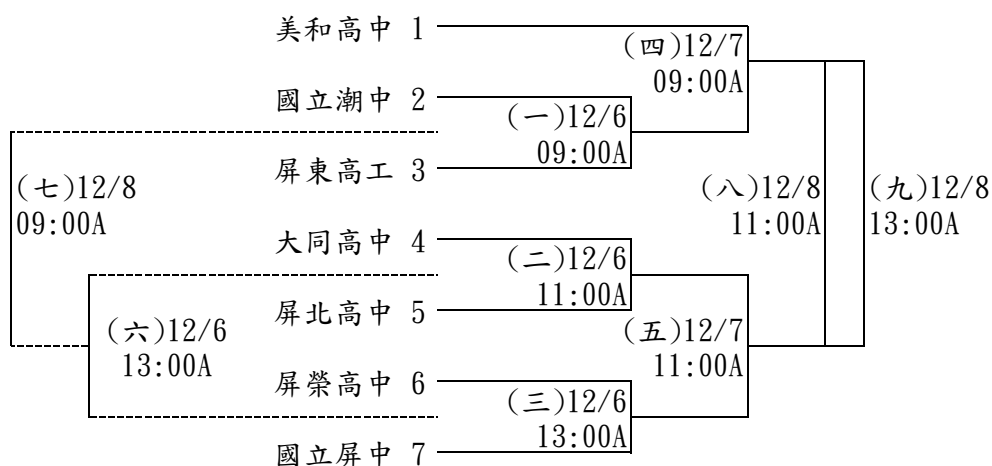 美和高中 1
(四)12/7
09:00A
國立潮中 2
(一)12/6
09:00A
屏東高工 3
(七)12/8
09:00A
(八)12/8
11:00A
(九)12/8
13:00A
大同高中 4
(二)12/6
11:00A
屏北高中 5
(六)12/6
13:00A
(五)12/7
11:00A
屏榮高中 6
(三)12/6
13:00A
國立屏中 7